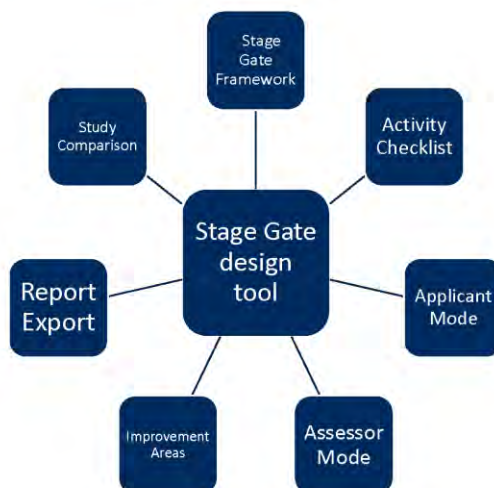 Stage
Gate
Framework
Activity
Checklist
Applicant
Mode
Assessor
Mode
Improvement
Areas
Report
Export
Study
Comparison
Stage Gate
design
tool